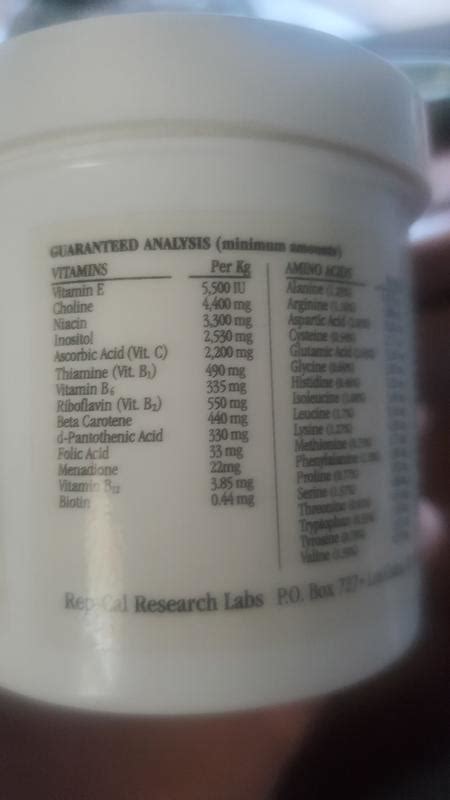 GUARANTEED ANALYSIS (minimum amounts)
VITAMINS Per Kg
Vitamin E 5,500 IU
Choline 4,400 mg
Niacin 3,300 mg
Inositol 2,530 mg
Ascorbic Acid (Vit. C) 2,200 mg
Thiamine (Vit. B₁) 490 mg
Vitamin B₆ 335 mg
Riboflavin (Vit. B₂) 550 mg
Beta Carotene 440 mg
d-Pantothenic Acid 330 mg
Folic Acid 33 mg
Menadione 22mg
Vitamin B₁₂ 3.85 mg
Biotin 0.44 mg
AMINO ACIDS
Alanine
Arginine
Aspartic Acid
Cysteine
Glutamic Acid
Glycine
Histidine
Isoleucine
Leucine
Lysine
Methionine
Phenylalanine
Proline
Serine
Threonine
Tryptophan
Tyrosine
Valine
Rep-Cal Research Labs P.O. Box 727